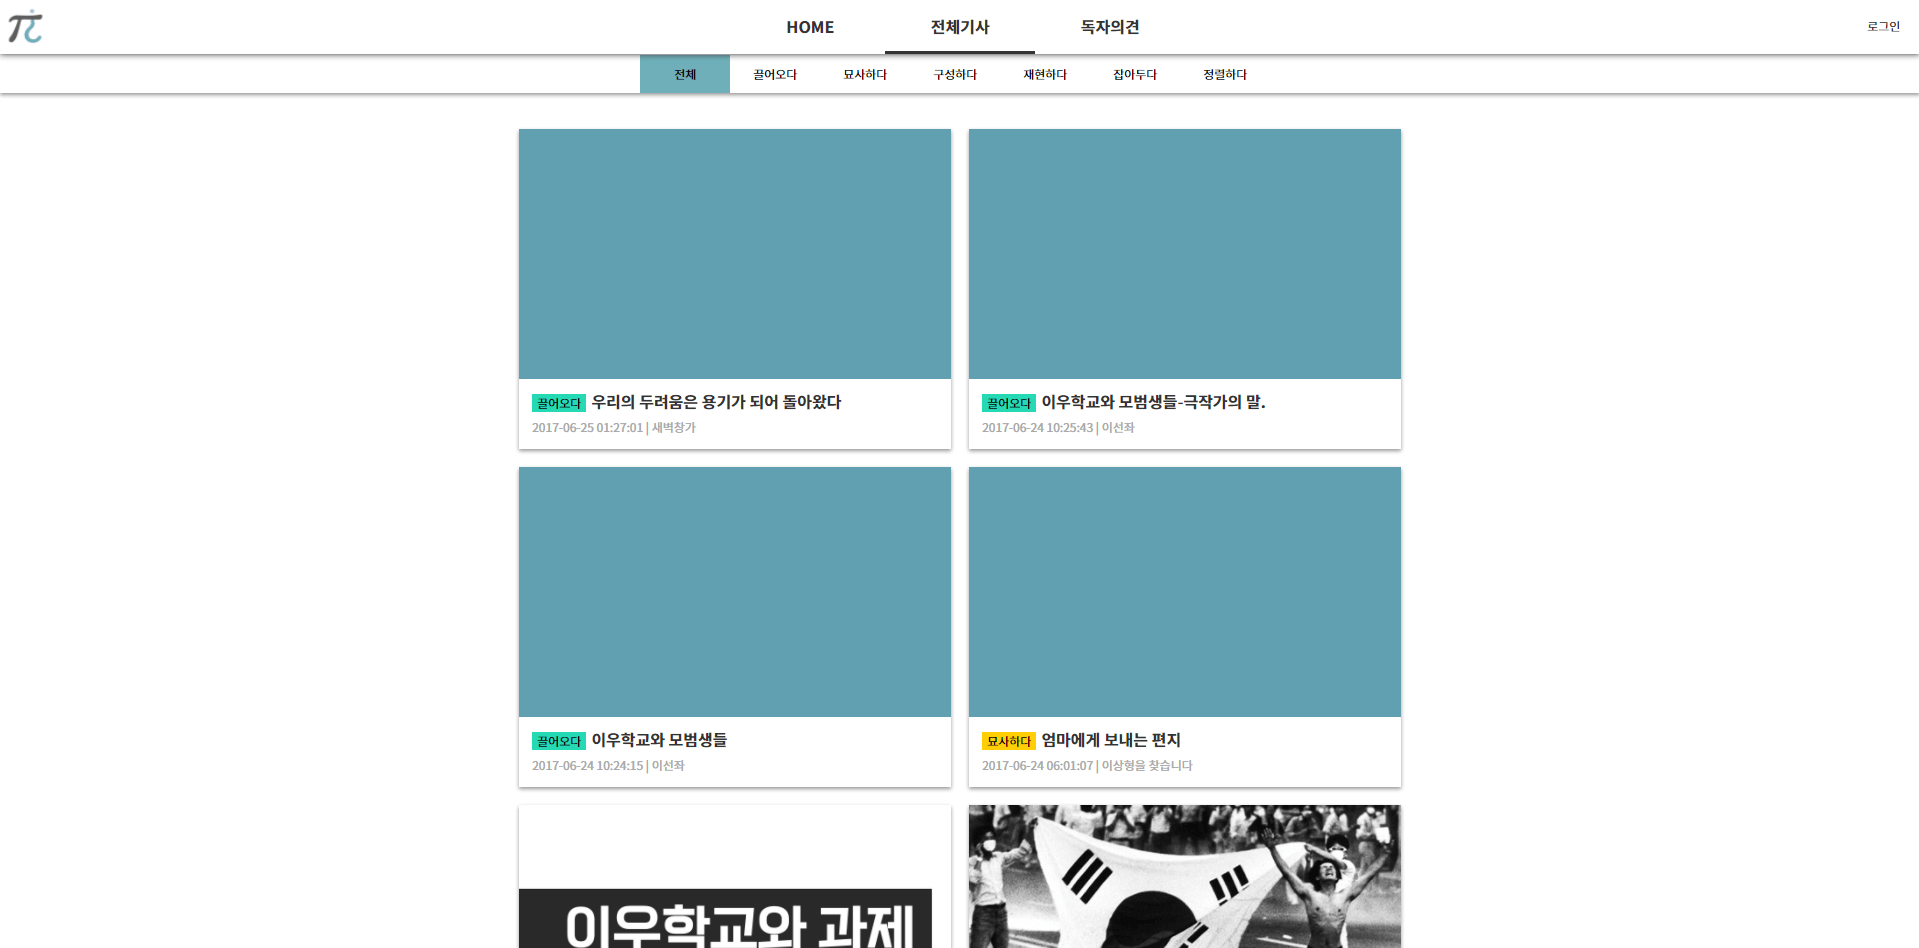 HOME
전체기사
독자의견
로그인
전체
끌어오다
묘사하다
구성하다
재현하다
잡아두다
정렬하다
끌어오다 우리의 두려움은 용기가 되어 돌아왔다
2017-06-25 01:27:01 | 새벽창가
끌어오다 이우학교와 모범생들-극작가의 말.
2017-06-24 10:25:43 | 이선좌
끌어오다 이우학교와 모범생들
2017-06-24 10:24:15 | 이선좌
묘사하다 엄마에게 보내는 편지
2017-06-24 06:01:07 | 이상형을 찾습니다
이우학교와 과제